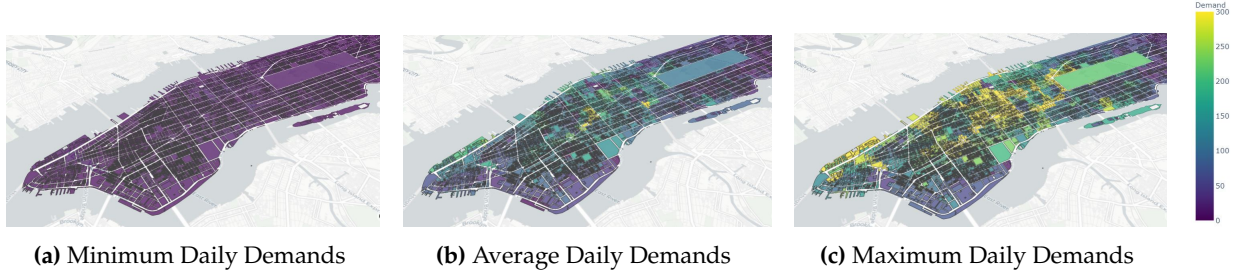 Demand
300
250
200
150
100
50
0
(a) Minimum Daily Demands
(b) Average Daily Demands
(c) Maximum Daily Demands